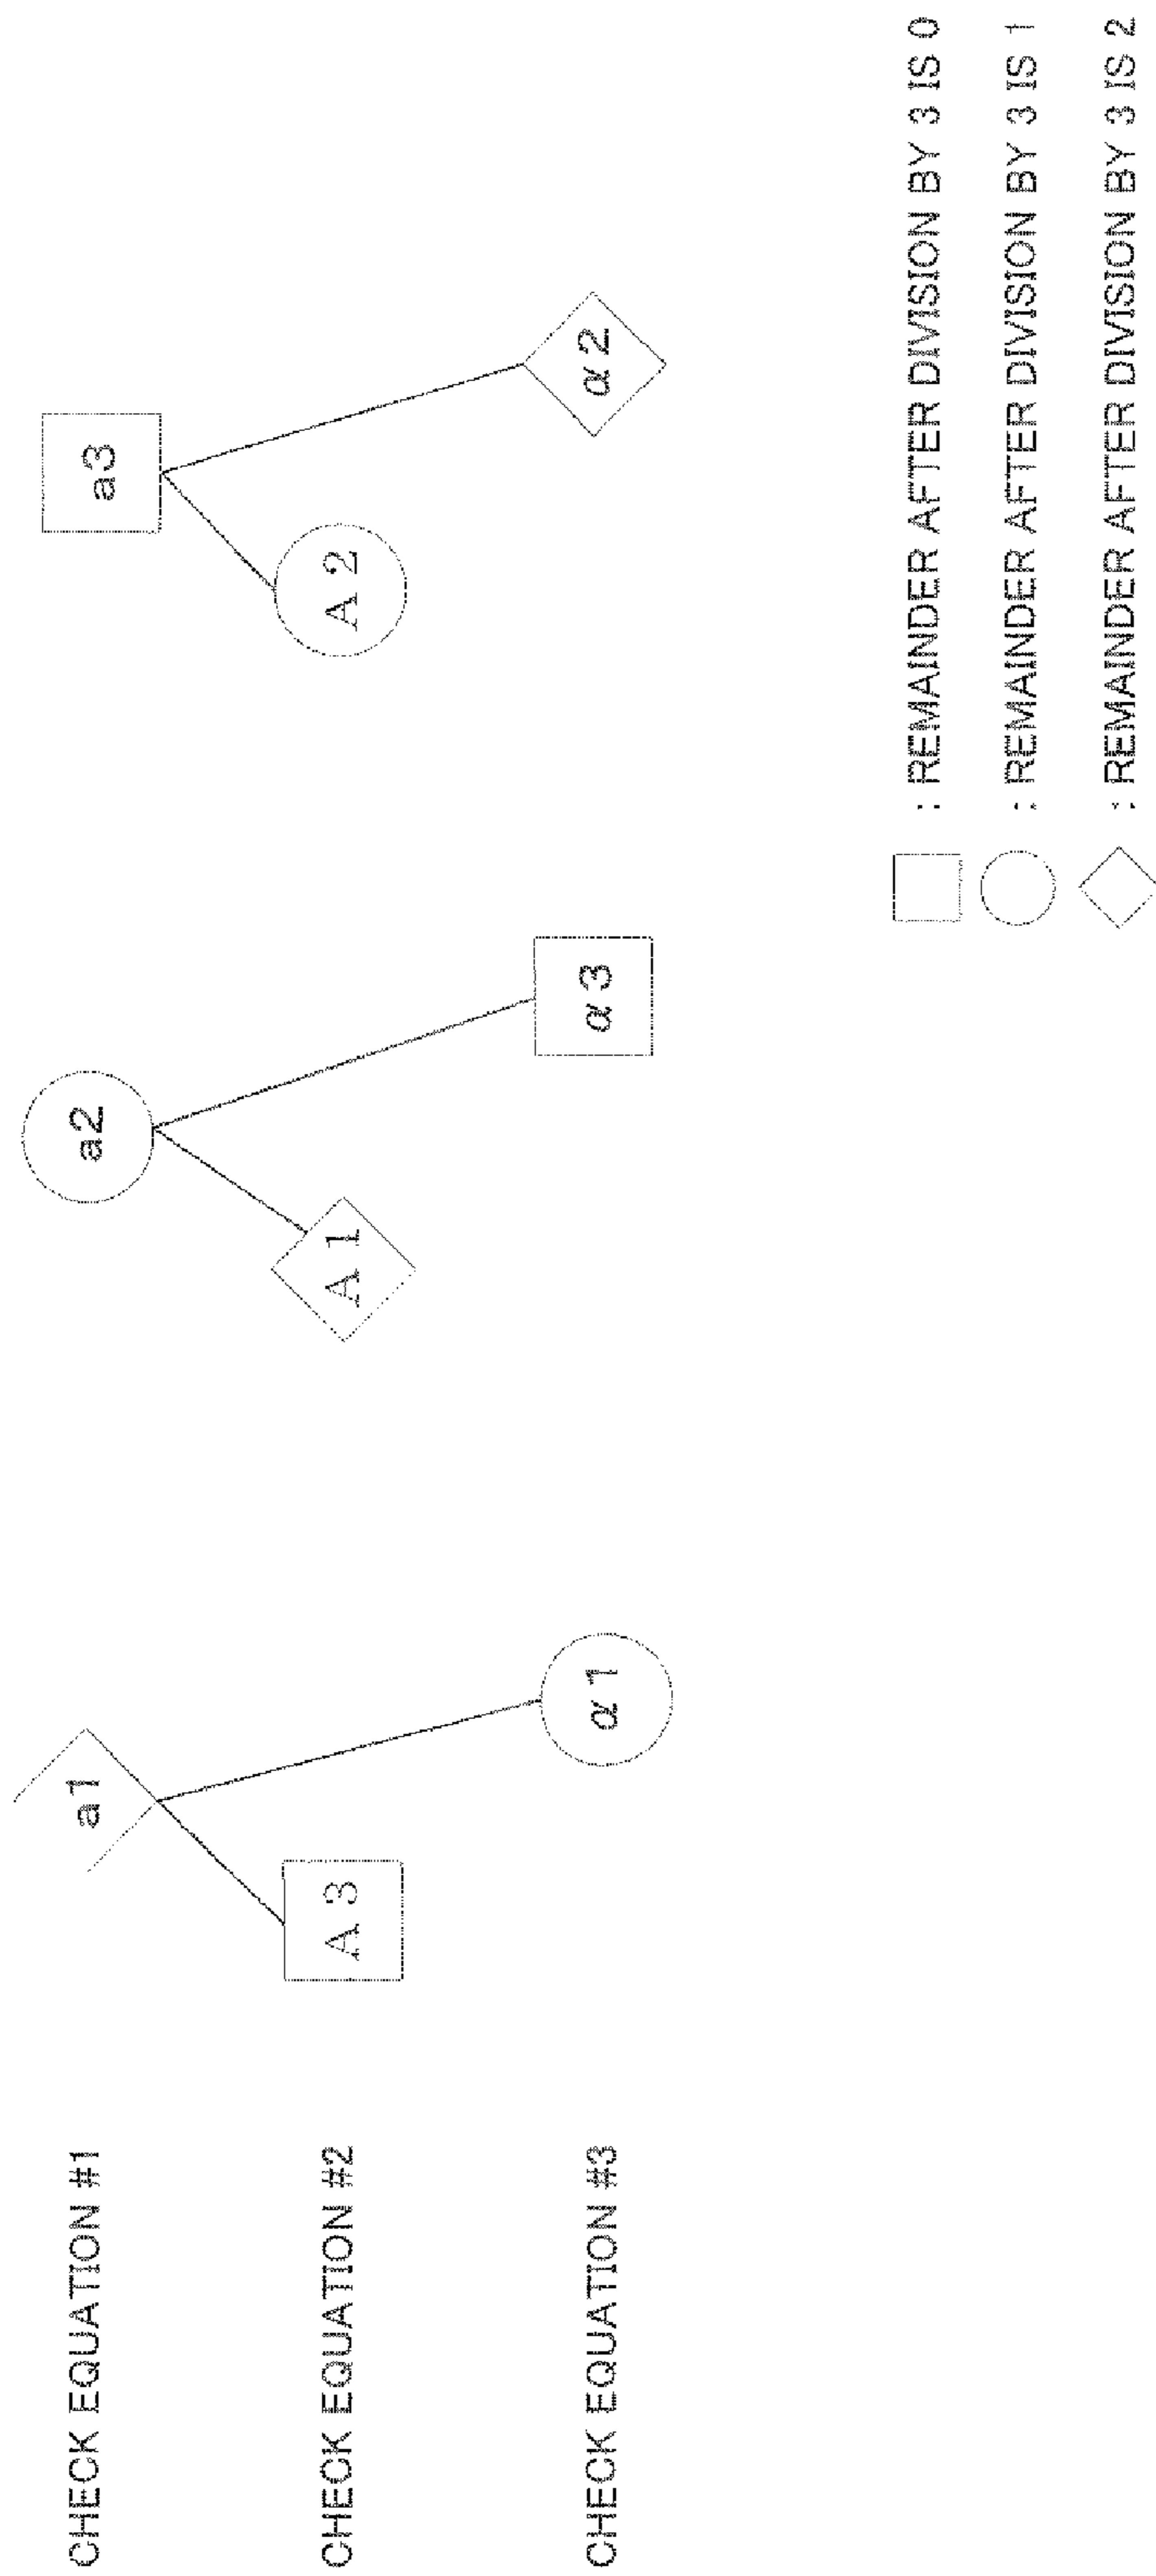 CHECK EQUATION #1
a1
a2
a3
CHECK EQUATION #2
A 3
A 1
A 2
CHECK EQUATION #3
α 1
α 3
α 2
: REMAINDER AFTER DIVISION BY 3 IS 0
: REMAINDER AFTER DIVISION BY 3 IS 1
: REMAINDER AFTER DIVISION BY 3 IS 2